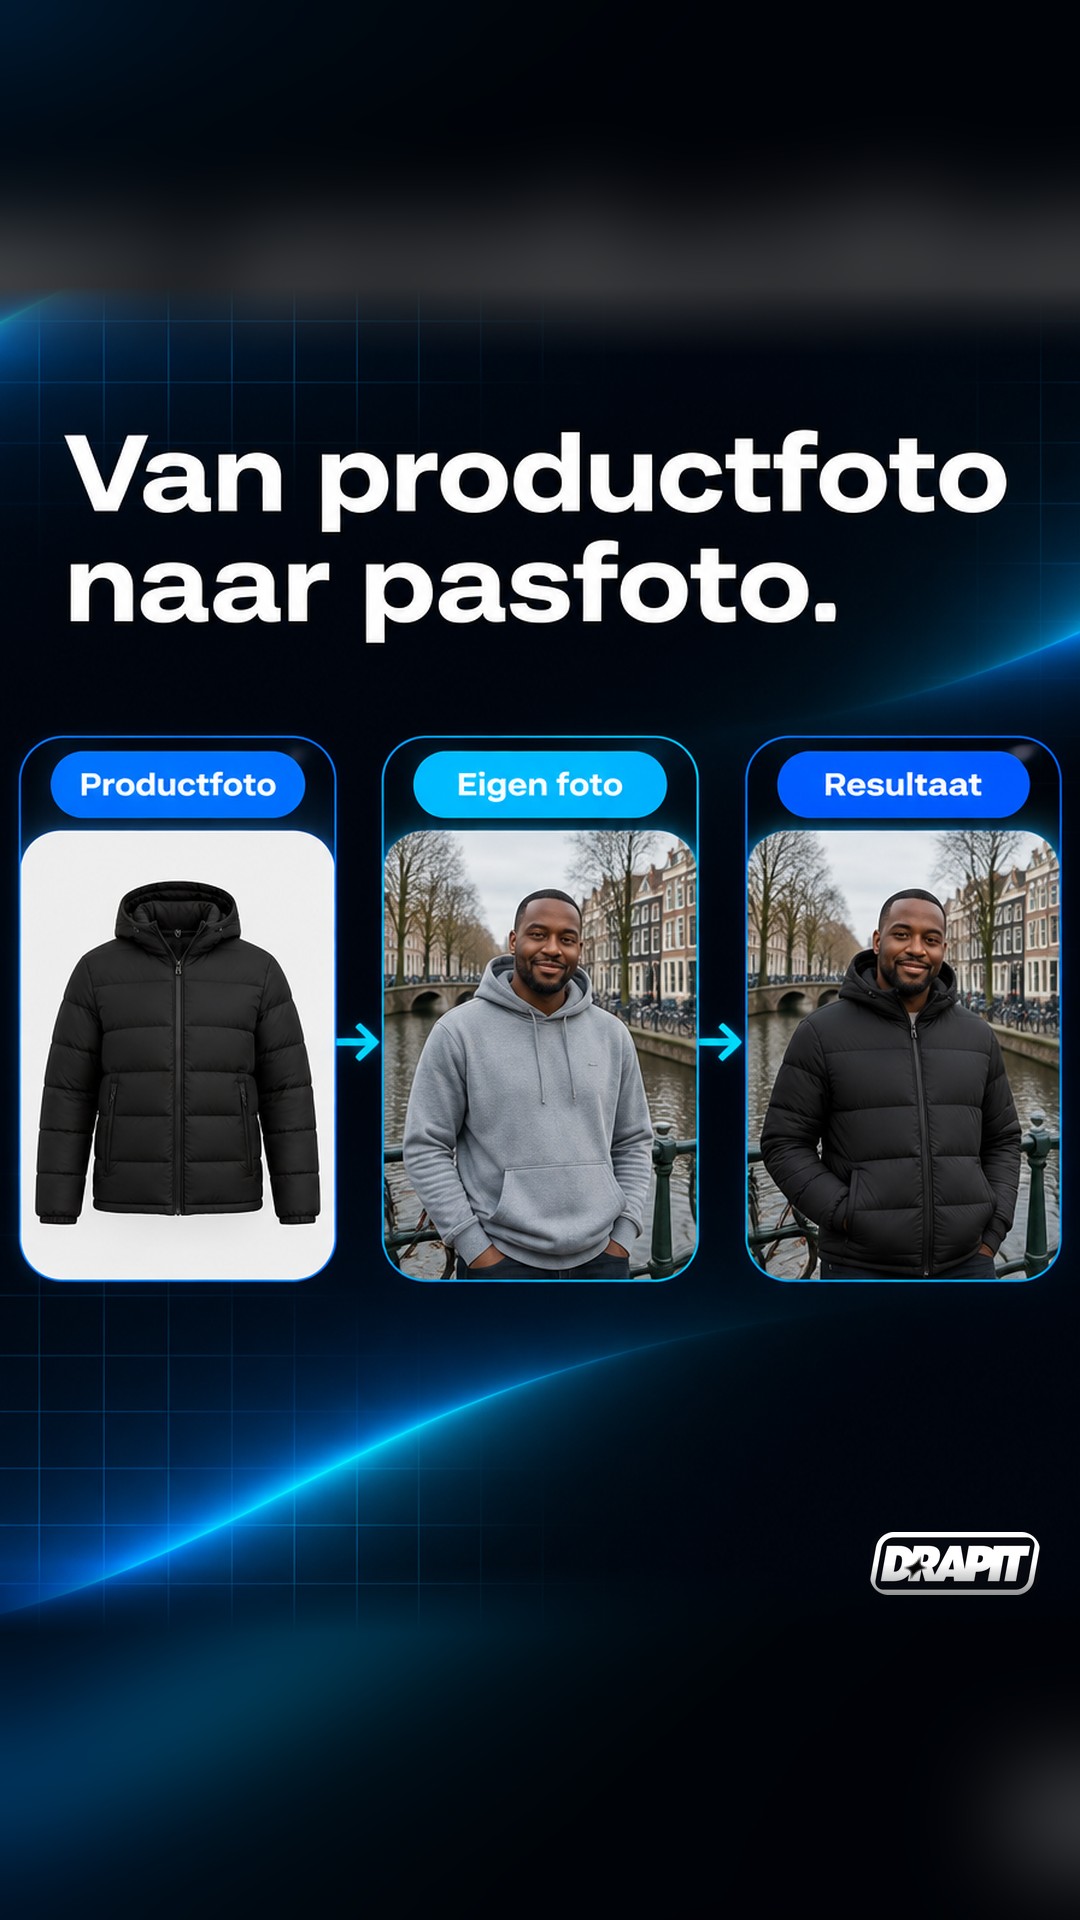 Van productfoto
naar pasfoto.
Productfoto
Eigen foto
Resultaat
DRAPIT